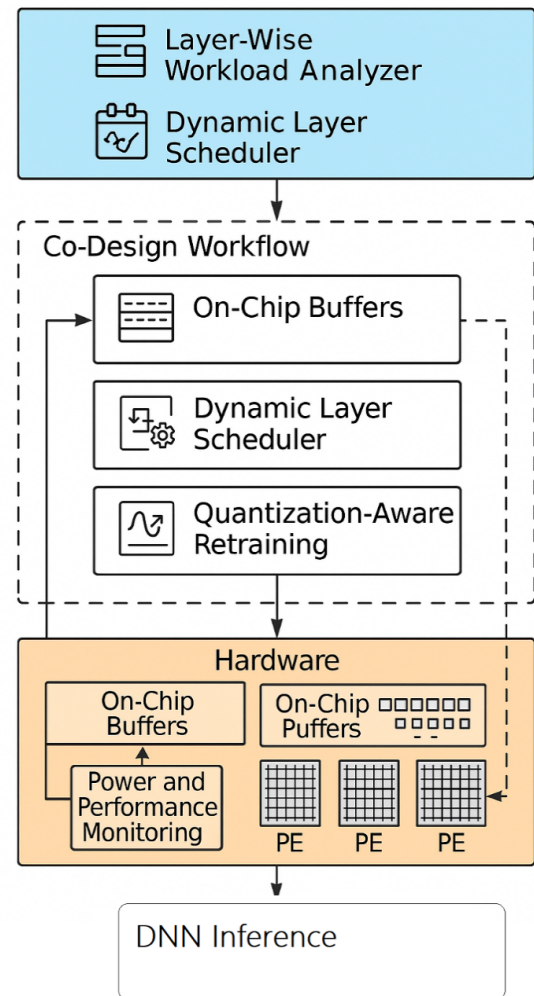 Layer-Wise
Workload Analyzer
Dynamic Layer
Scheduler
Co-Design Workflow
On-Chip Buffers
Dynamic Layer
Scheduler
Quantization-Aware
Retraining
Hardware
On-Chip
Buffers
On-Chip
Puffers
Power and
Performance
Monitoring
PE
PE
PE
DNN Inference